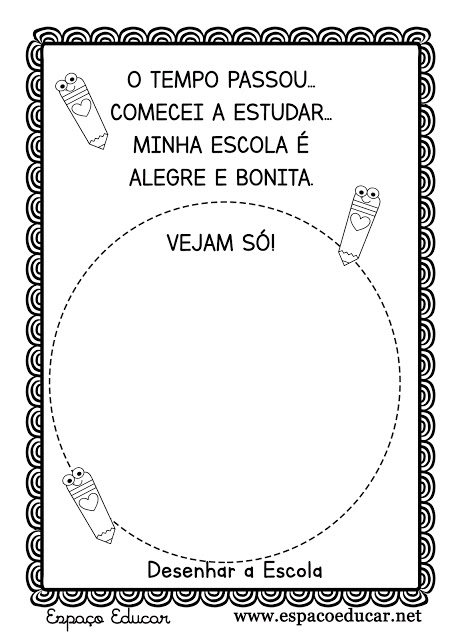 O TEMPO PASSOU...
COMECEI A ESTUDAR...
MINHA ESCOLA É
ALEGRE E BONITA.
VEJAM SÓ!
Desenhar a Escola
Espaço Educar
www.espacoeducar.net